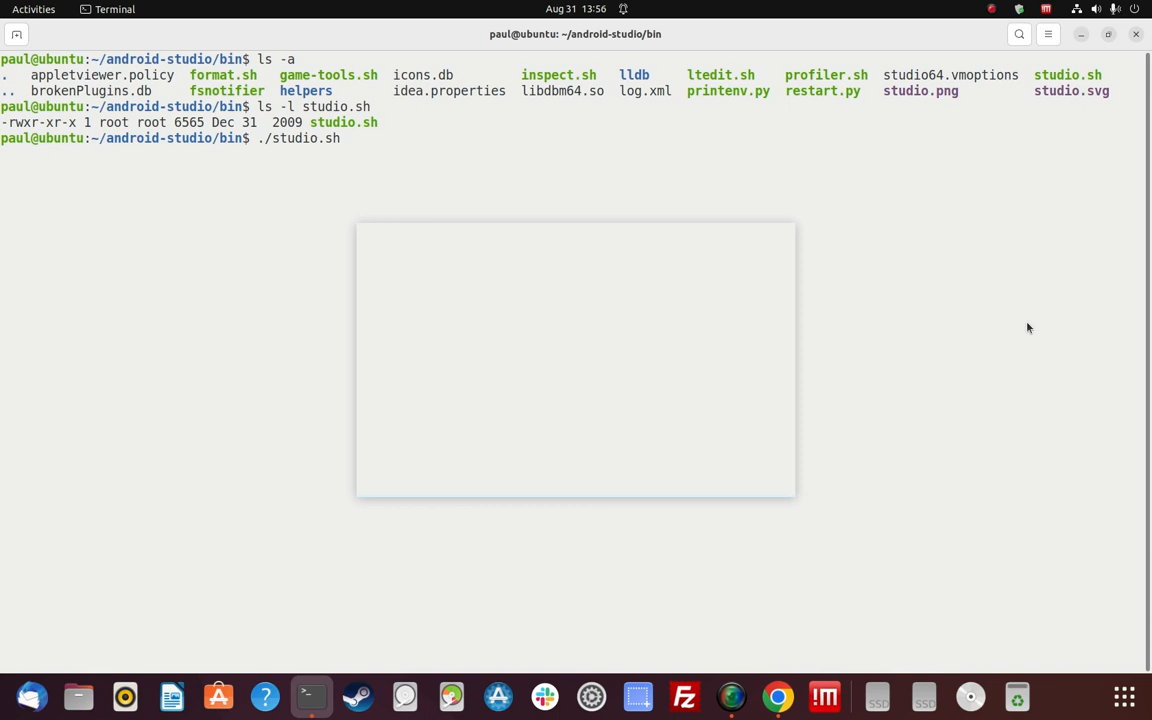 Activities Terminal Aug 31 13:56
paul@ubuntu: ~/android-studio/bin
paul@ubuntu:~/android-studio/bin$ ls -a
. appletviewer.policy format.sh game-tools.sh icons.db inspect.sh lldb ltedit.sh profiler.sh studio64.vmoptions studio.sh
.. brokenPlugins.db fsnotifier helpers idea.properties libdbm64.so log.xml printenv.py restart.py studio.png studio.svg
paul@ubuntu:~/android-studio/bin$ ls -l studio.sh
-rwxr-xr-x 1 root root 6565 Dec 31  2009 studio.sh
paul@ubuntu:~/android-studio/bin$ ./studio.sh
>_ ? Fz !M SSD SSD